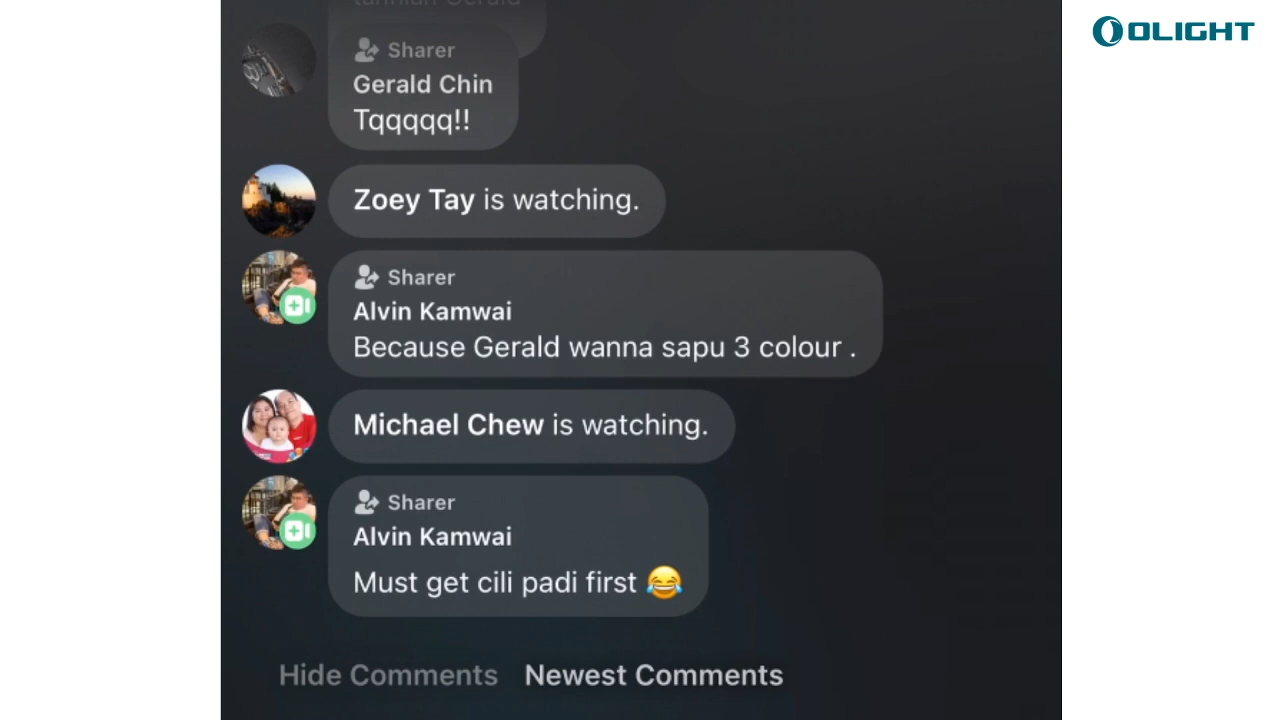 OLIGHT
Sharer
Gerald Chin
Tqqqqq!!
Zoey Tay is watching.
Sharer
Alvin Kamwai
Because Gerald wanna sapu 3 colour .
Michael Chew is watching.
Sharer
Alvin Kamwai
Must get cili padi first 😂
Hide Comments Newest Comments